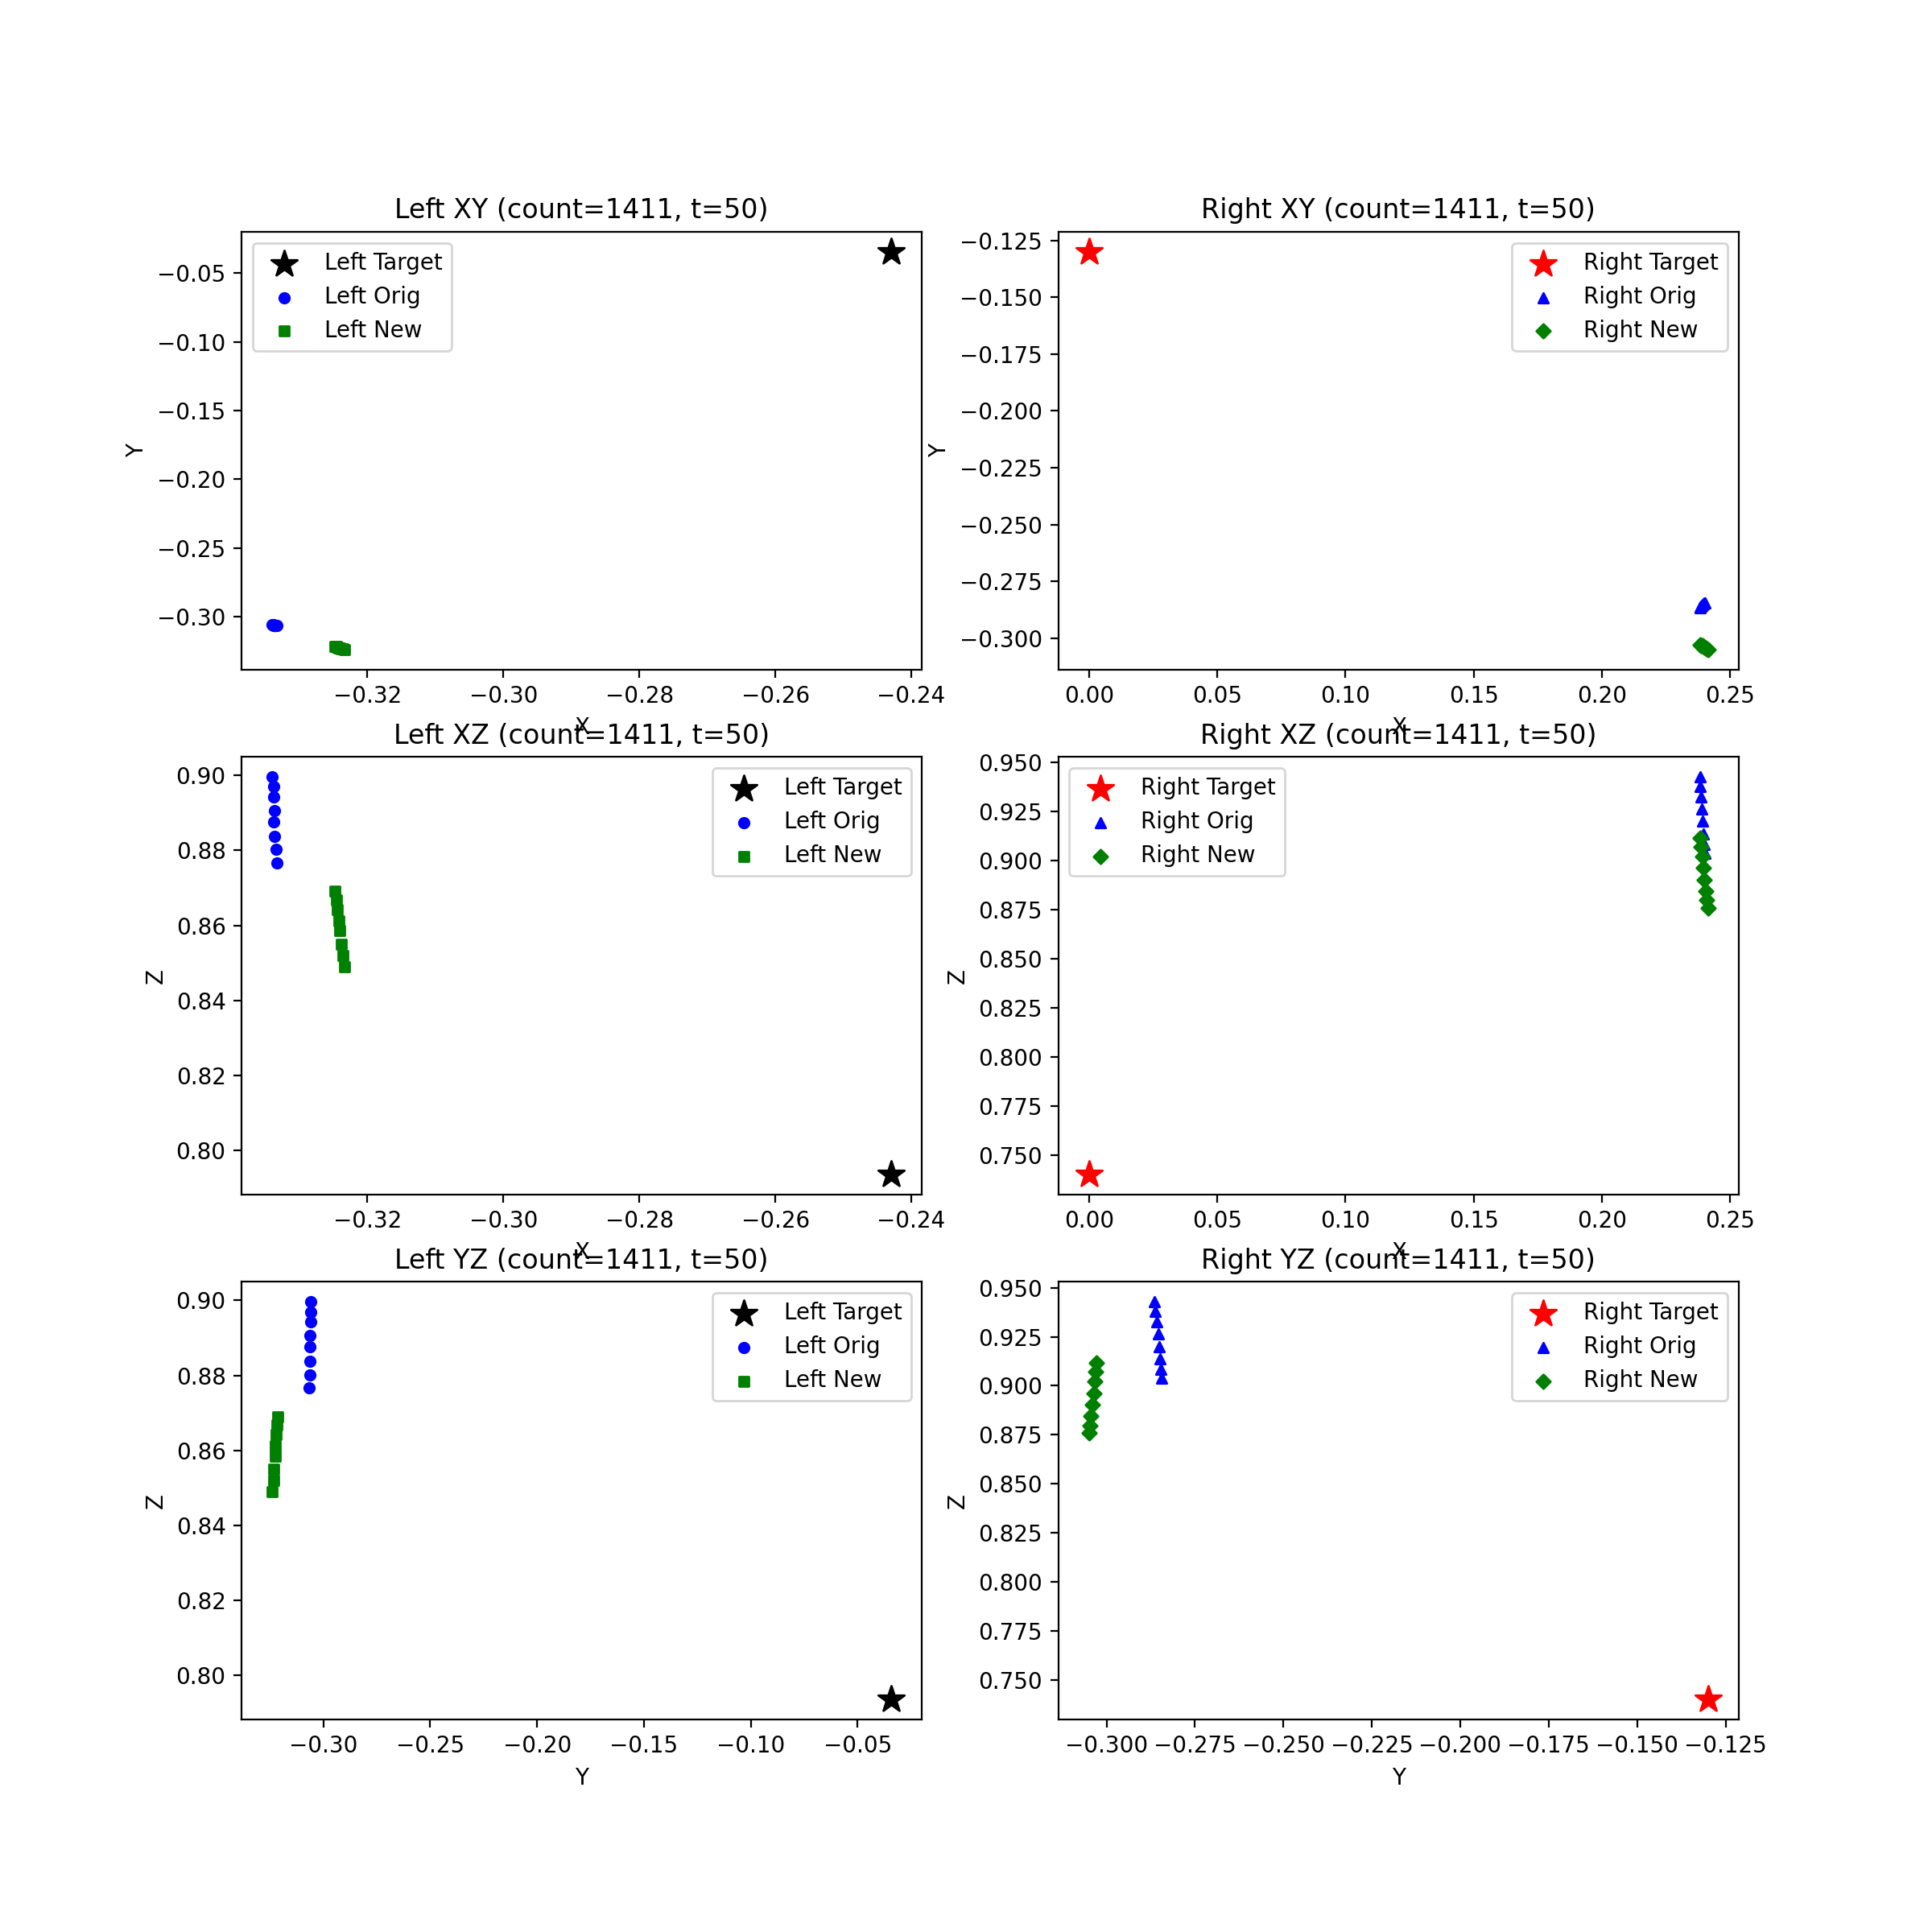 Left XY (count=1411, t=50)
Left Target
Left Orig
Left New
Y
−0.05
−0.10
−0.15
−0.20
−0.25
−0.30
−0.32
−0.30
−0.28
−0.26
−0.24
X
Right XY (count=1411, t=50)
Right Target
Right Orig
Right New
Y
−0.125
−0.150
−0.175
−0.200
−0.225
−0.250
−0.275
−0.300
0.00
0.05
0.10
0.15
0.20
0.25
X
Left XZ (count=1411, t=50)
Left Target
Left Orig
Left New
Z
0.90
0.88
0.86
0.84
0.82
0.80
−0.32
−0.30
−0.28
−0.26
−0.24
X
Right XZ (count=1411, t=50)
Right Target
Right Orig
Right New
Z
0.950
0.925
0.900
0.875
0.850
0.825
0.800
0.775
0.750
0.00
0.05
0.10
0.15
0.20
0.25
X
Left YZ (count=1411, t=50)
Left Target
Left Orig
Left New
Z
0.90
0.88
0.86
0.84
0.82
0.80
−0.30
−0.25
−0.20
−0.15
−0.10
−0.05
Y
Right YZ (count=1411, t=50)
Right Target
Right Orig
Right New
Z
0.950
0.925
0.900
0.875
0.850
0.825
0.800
0.775
0.750
−0.300
−0.275
−0.250
−0.225
−0.200
−0.175
−0.150
−0.125
Y